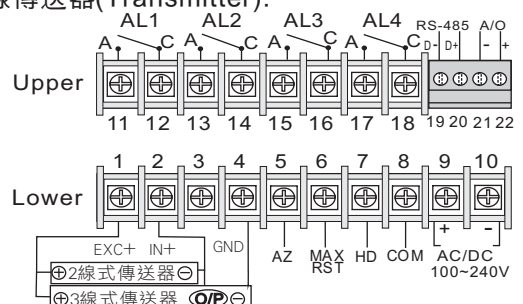 線傳送器(Transmitter):
AL1 AL2 AL3 AL4 RS-485 A/O
A C A C A C A C D- D+ - +
Upper
11 12 13 14 15 16 17 18 19 20 21 22
1 2 3 4 5 6 7 8 9 10
Lower
+ -
EXC+ IN+ GND AZ MAX RST HD COM AC/DC 100~240V
⊕2線式傳送器⊖
⊕3線式傳送器 O/P ⊖